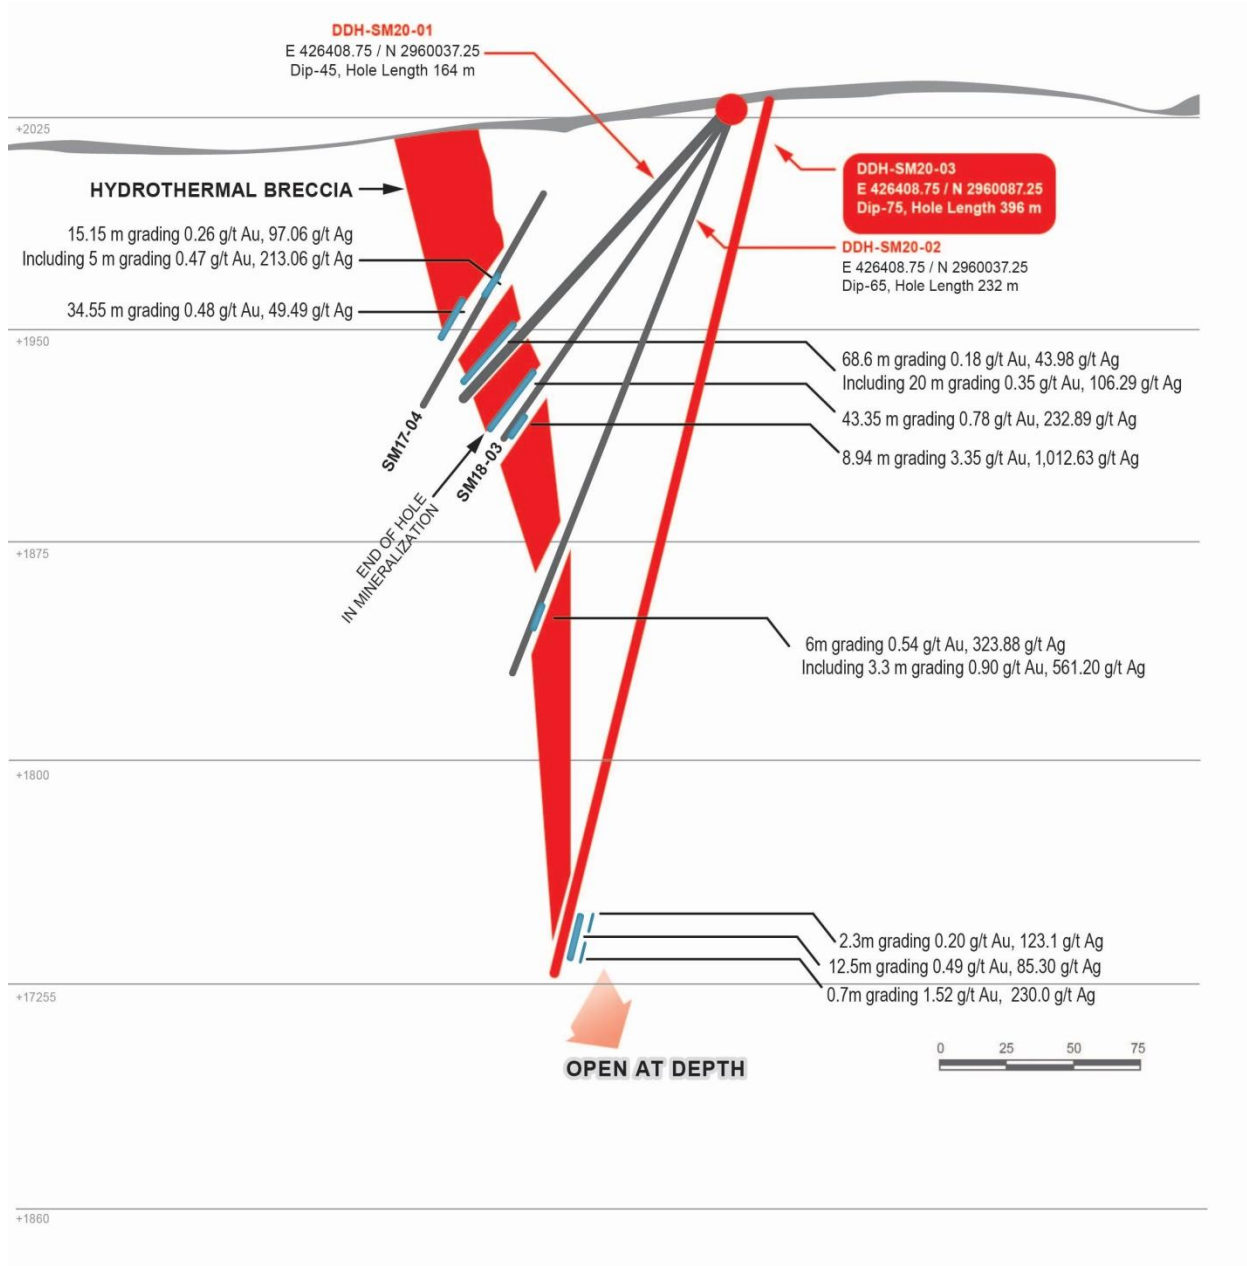 DDH-SM20-01
E 426408.75 / N 2960037.25
Dip-45, Hole Length 164 m
+2025
DDH-SM20-03
E 426408.75 / N 2960087.25
Dip-75, Hole Length 396 m
HYDROTHERMAL BRECCIA
15.15 m grading 0.26 g/t Au, 97.06 g/t Ag
Including 5 m grading 0.47 g/t Au, 213.06 g/t Ag
DDH-SM20-02
E 426408.75 / N 2960037.25
Dip-65, Hole Length 232 m
34.55 m grading 0.48 g/t Au, 49.49 g/t Ag
+1950
68.6 m grading 0.18 g/t Au, 43.98 g/t Ag
Including 20 m grading 0.35 g/t Au, 106.29 g/t Ag
43.35 m grading 0.78 g/t Au, 232.89 g/t Ag
8.94 m grading 3.35 g/t Au, 1,012.63 g/t Ag
SM17-04
SM18-03
END OF HOLE
IN MINERALIZATION
+1875
6m grading 0.54 g/t Au, 323.88 g/t Ag
Including 3.3 m grading 0.90 g/t Au, 561.20 g/t Ag
+1800
2.3m grading 0.20 g/t Au, 123.1 g/t Ag
12.5m grading 0.49 g/t Au, 85.30 g/t Ag
0.7m grading 1.52 g/t Au, 230.0 g/t Ag
+17255
0 25 50 75
OPEN AT DEPTH
+1860